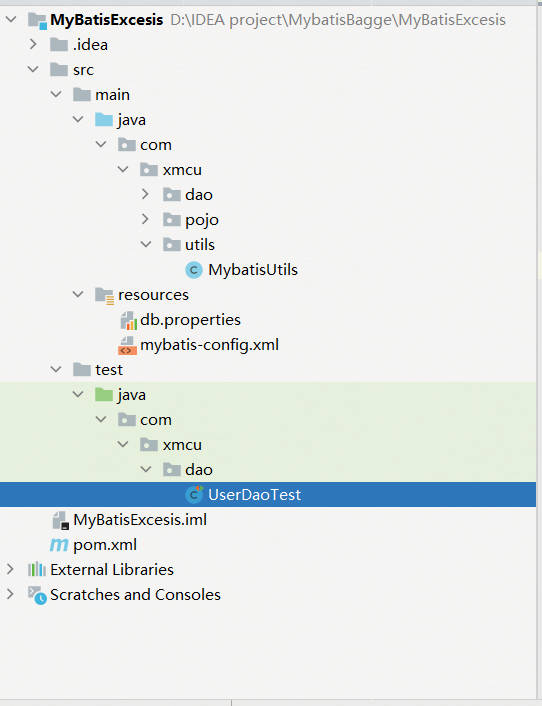 MyBatisExcesis D:\IDEA project\MybatisBagge\MyBatisExcesis
.idea
src
main
java
com
xmcu
dao
pojo
utils
MybatisUtils
resources
db.properties
mybatis-config.xml
test
java
com
xmcu
dao
UserDaoTest
MyBatisExcesis.iml
pom.xml
External Libraries
Scratches and Consoles